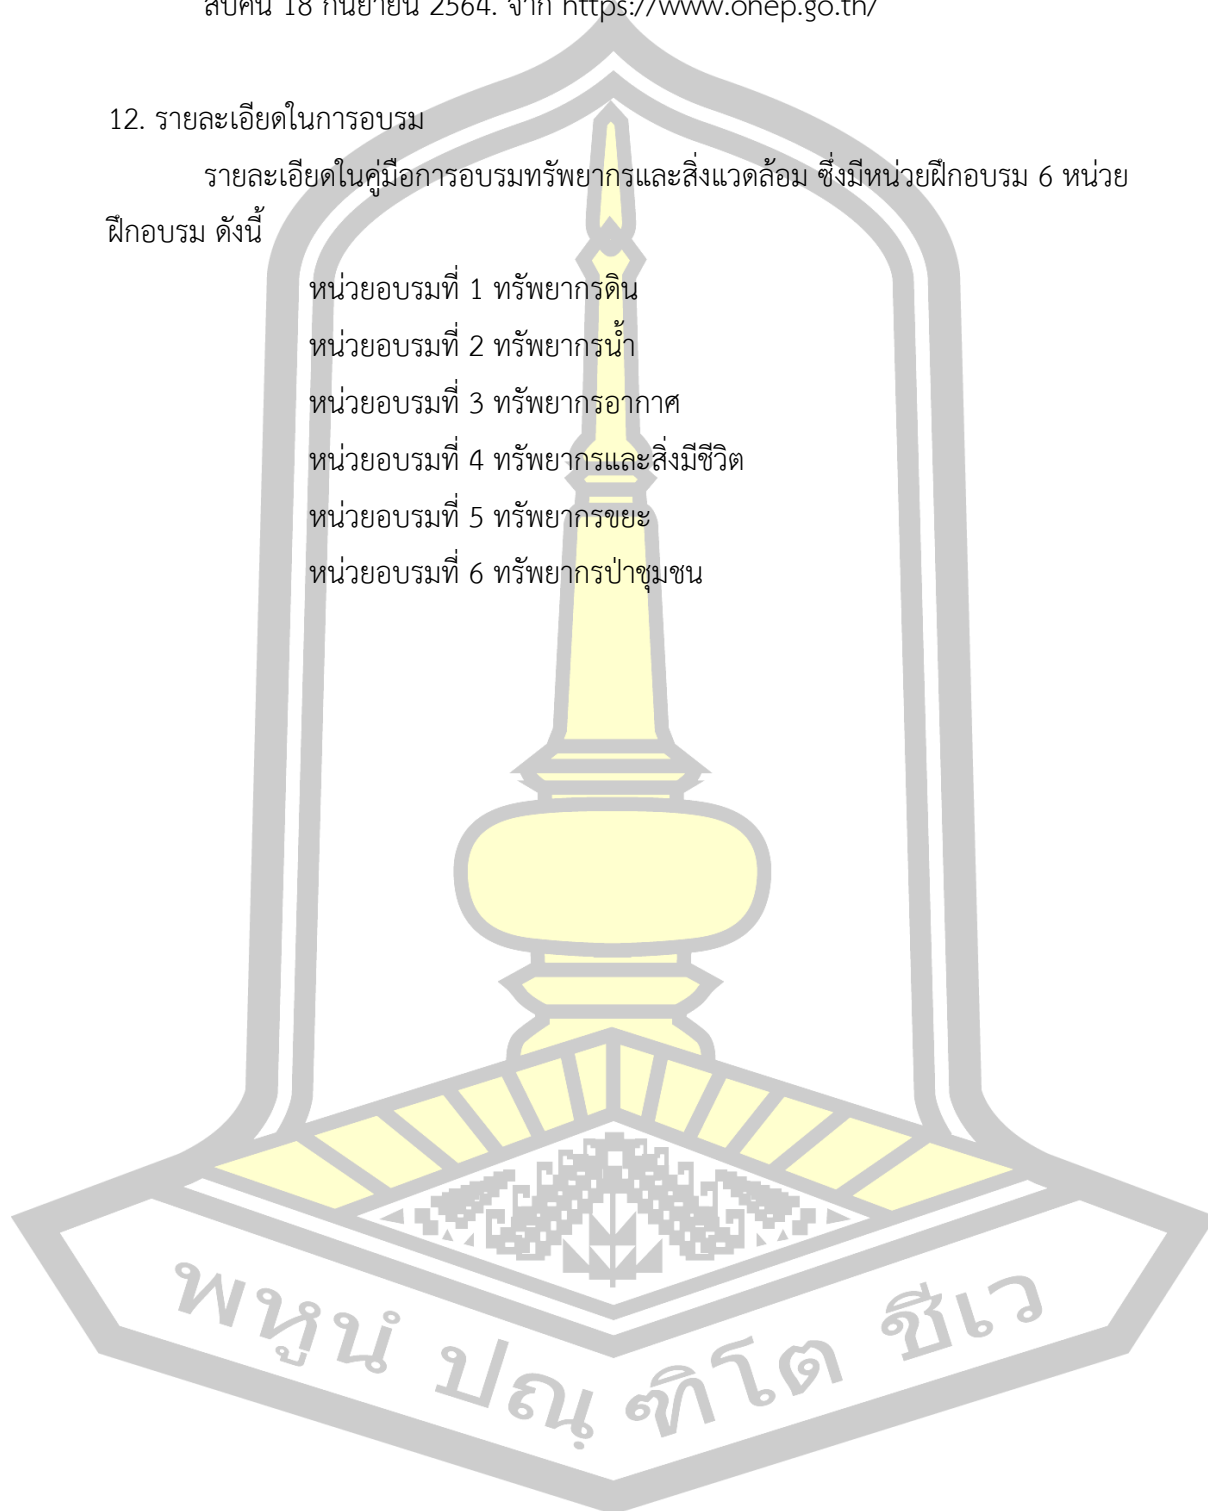 สืบค้น 18 กันยายน 2564. จาก https://www.onep.go.th/
12. รายละเอียดในการอบรม
รายละเอียดในคู่มือการอบรมทรัพยากรและสิ่งแวดล้อม ซึ่งมีหน่วยฝึกอบรม 6 หน่วย
ฝึกอบรม ดังนี้
หน่วยอบรมที่ 1 ทรัพยากรดิน
หน่วยอบรมที่ 2 ทรัพยากรน้ำ
หน่วยอบรมที่ 3 ทรัพยากรอากาศ
หน่วยอบรมที่ 4 ทรัพยากรและสิ่งมีชีวิต
หน่วยอบรมที่ 5 ทรัพยากรขยะ
หน่วยอบรมที่ 6 ทรัพยากรป่าชุมชน
พหูนํ ปณฺฑิโต ชีเว